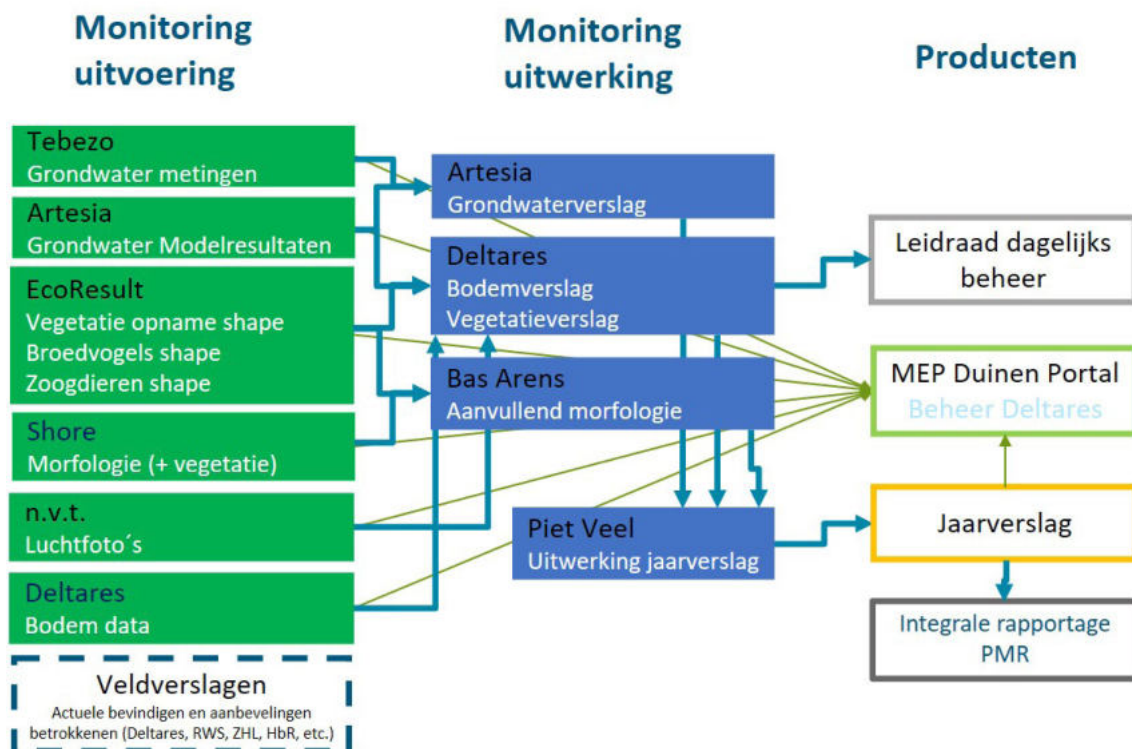 Monitoring
uitvoering
Monitoring
uitwerking
Producten
Tebezo
Grondwater metingen
Artesia
Grondwater Modelresultaten
EcoResult
Vegetatie opname shape
Broedvogels shape
Zoogdieren shape
Shore
Morfologie (+ vegetatie)
n.v.t.
Luchtfoto´s
Deltares
Bodem data
Veldverslagen
Actuele bevindigen en aanbevelingen
betrokkenen (Deltares, RWS, ZHL, HbR, etc.)
Artesia
Grondwaterverslag
Deltares
Bodemverslag
Vegetatieverslag
Bas Arens
Aanvullend morfologie
Piet Veel
Uitwerking jaarverslag
Leidraad dagelijks
beheer
MEP Duinen Portal
Beheer Deltares
Jaarverslag
Integrale rapportage
PMR